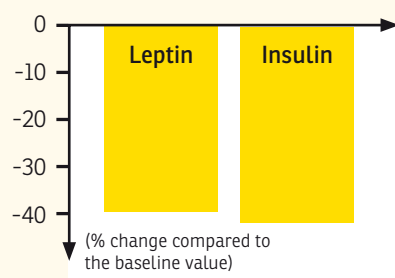 0
Leptin Insulin
-10
-20
-30
-40
(% change compared to
the baseline value)